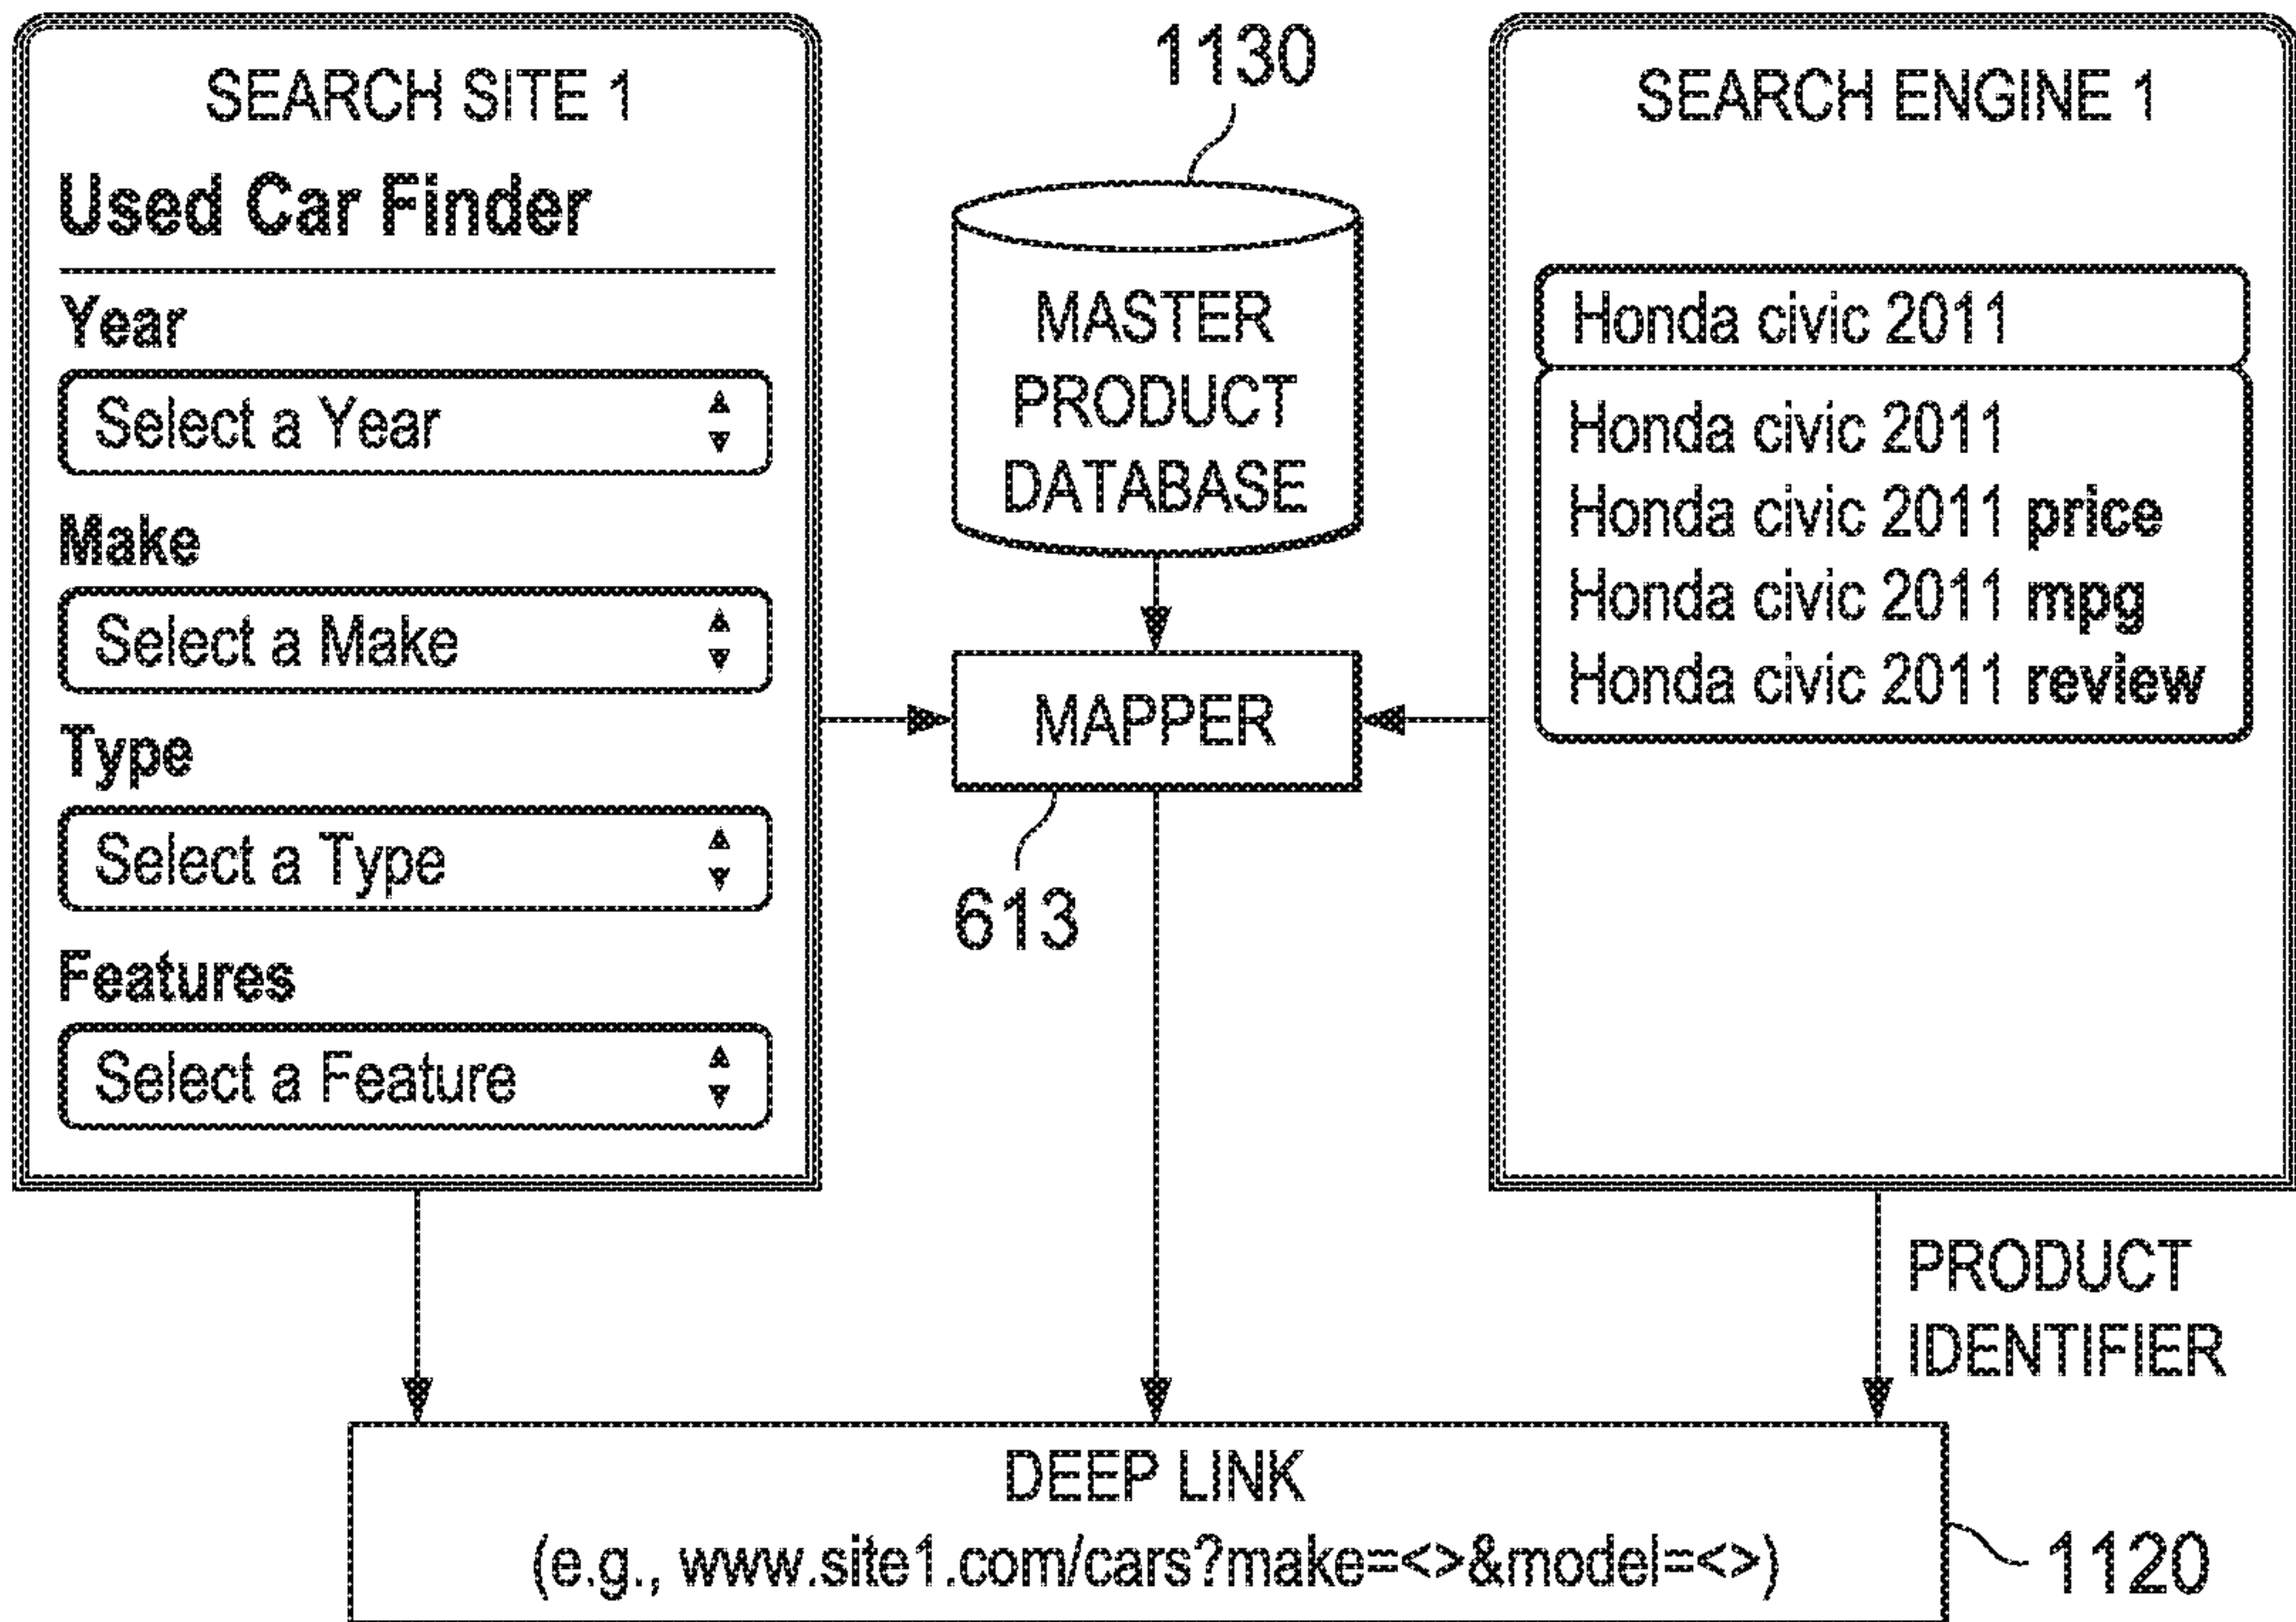 SEARCH SITE 1
Used Car Finder
Year
Select a Year
Make
Select a Make
Type
Select a Type
Features
Select a Feature
1130
MASTER
PRODUCT
DATABASE
MAPPER
613
SEARCH ENGINE 1
Honda civic 2011
Honda civic 2011
Honda civic 2011 price
Honda civic 2011 mpg
Honda civic 2011 review
PRODUCT
IDENTIFIER
DEEP LINK
(e.g., www.site1.com/cars?make=<>&model=<>)
1120